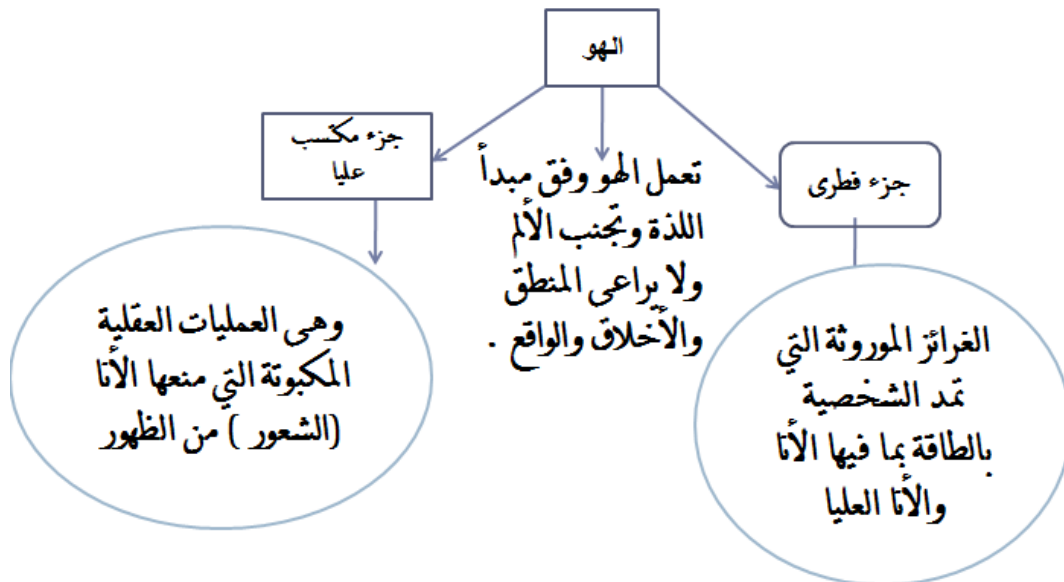 الهو
جزء فطرى
الغرائز الموروثة التي
تمد الشخصية
بالطاقة بما فيها الأنا
والأنا العليا
تعمل الهو وفق مبدأ
اللذة وتجنب الألم
ولا يراعى المنطق
والأخلاق والواقع .
جزء مكتسب
عليا
وهى العمليات العقلية
المكبوتة التي منعها الأنا
(الشعور ) من الظهور